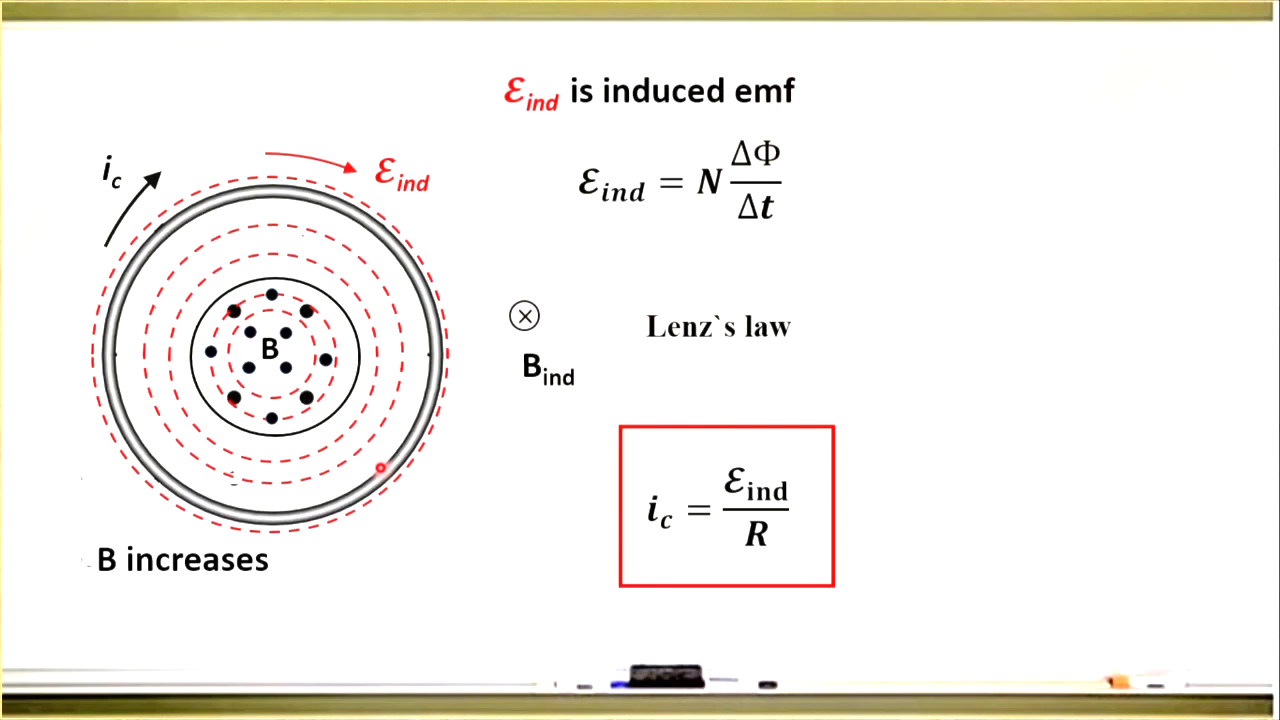 ℰind is induced emf
ℰind = N ΔΦ/Δt
ic
ℰind
B
⊗
Bind
Lenz`s law
ic = ℰind/R
B increases